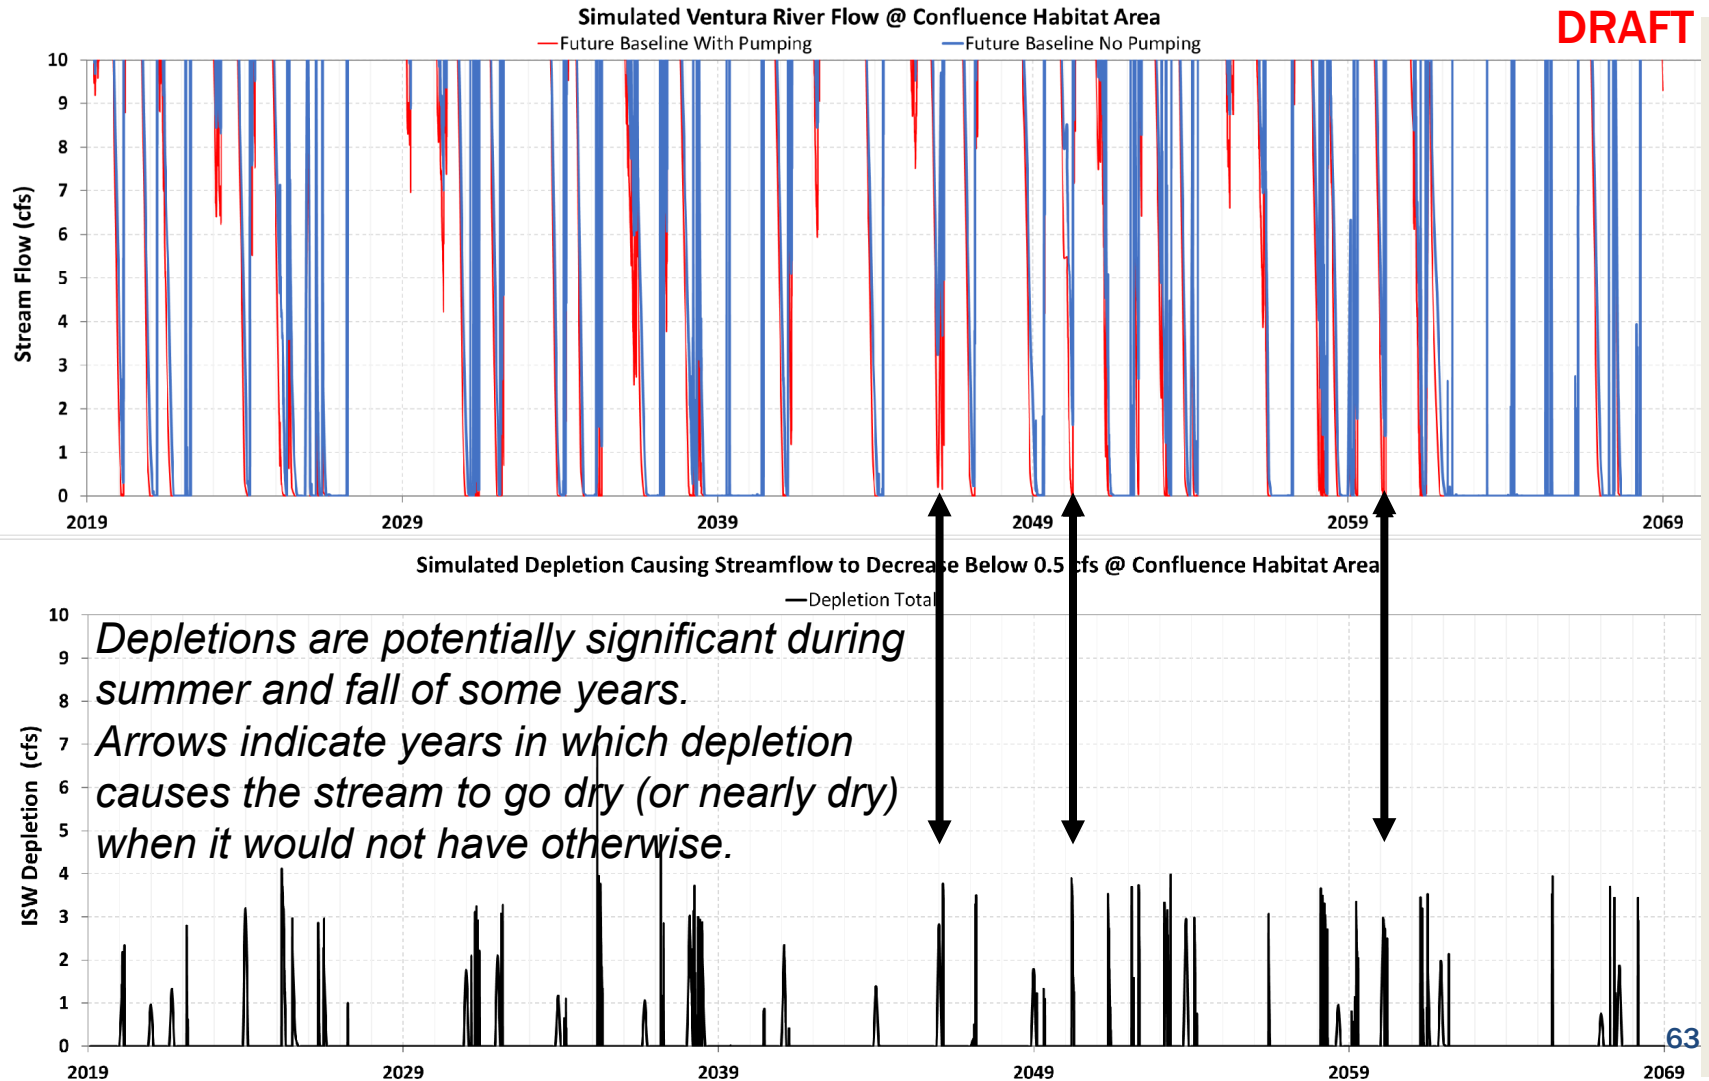 Simulated Ventura River Flow @ Confluence Habitat Area
DRAFT
Future Baseline With Pumping
Future Baseline No Pumping
Stream Flow (cfs)
10
9
8
7
6
5
4
3
2
1
0
2019 2029 2039 2049 2059 2069
Simulated Depletion Causing Streamflow to Decrease Below 0.5 cfs @ Confluence Habitat Area
Depletion Total
ISW Depletion (cfs)
10
9
8
7
6
5
4
3
2
1
0
Depletions are potentially significant during
summer and fall of some years.
Arrows indicate years in which depletion
causes the stream to go dry (or nearly dry)
when it would not have otherwise.
2019 2029 2039 2049 2059 2069
63